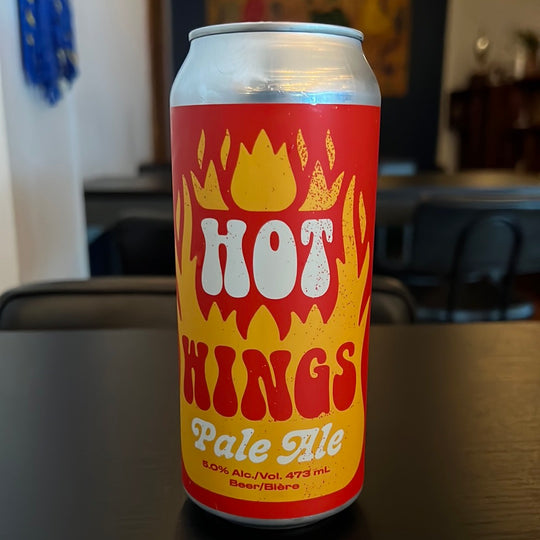 HOT
WINGS
Pale Ale
5.0% Alc./Vol. 473 mL
Beer/Bière